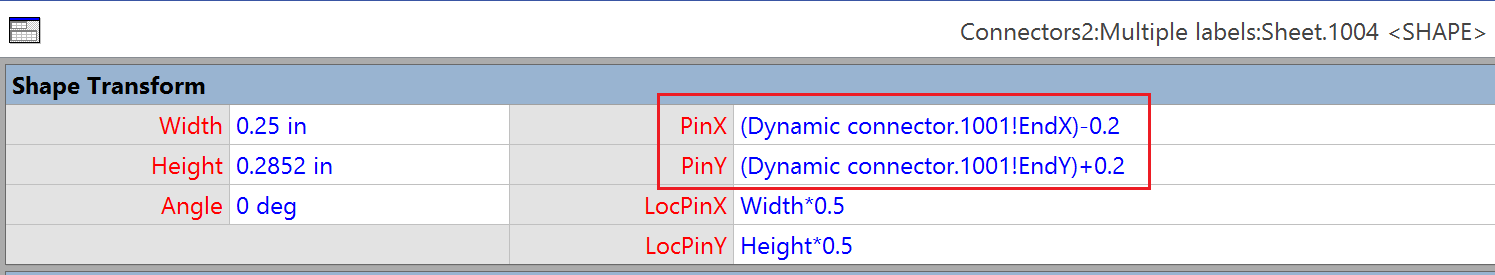 Connectors2:Multiple labels:Sheet.1004 <SHAPE>
Shape Transform
Width 0.25 in PinX (Dynamic connector.1001!EndX)-0.2
Height 0.2852 in PinY (Dynamic connector.1001!EndY)+0.2
Angle 0 deg LocPinX Width*0.5
LocPinY Height*0.5